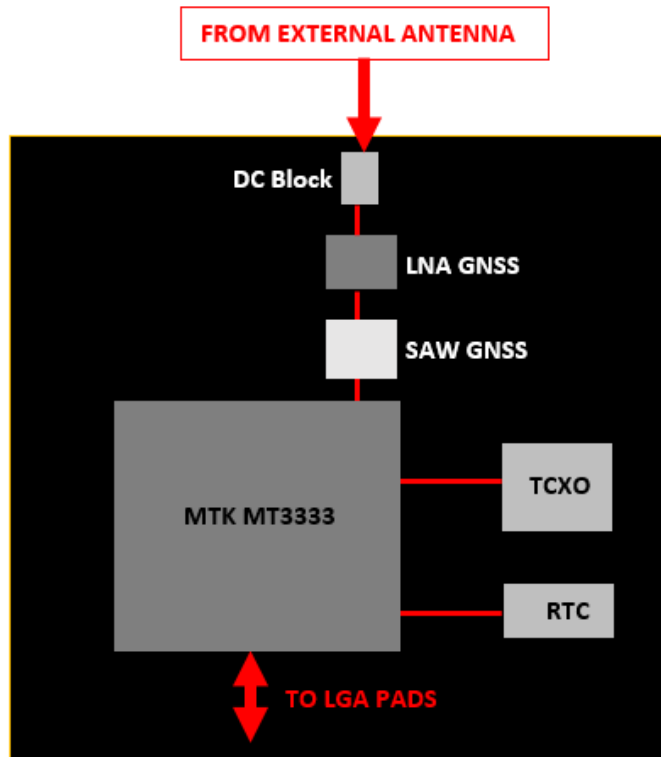 FROM EXTERNAL ANTENNA
DC Block
LNA GNSS
SAW GNSS
MTK MT3333
TCXO
RTC
TO LGA PADS